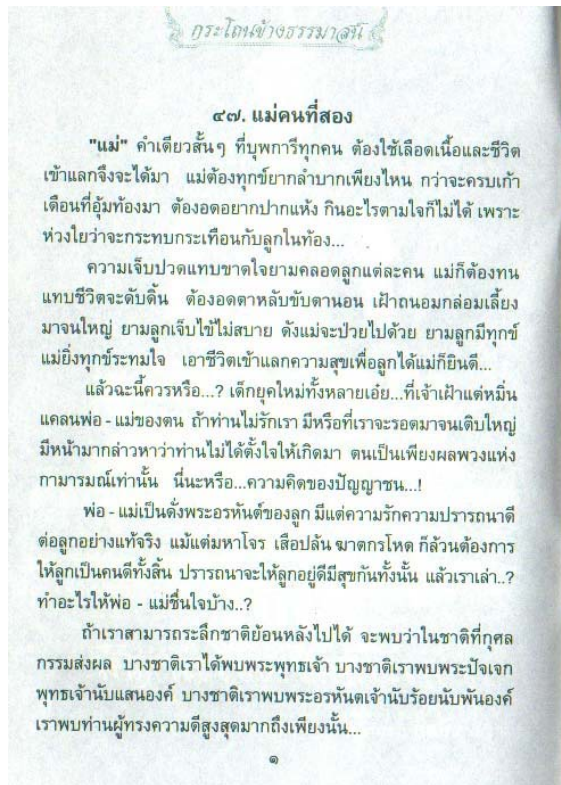 กระโถนข้างธรรมาสน์
๔๗. แม่คนที่สอง
"แม่" คำเดียวสั้นๆ ที่บุพการีทุกคน ต้องใช้เลือดเนื้อและชีวิต
เข้าแลกจึงจะได้มา แม่ต้องทุกข์ยากลำบากเพียงไหน กว่าจะครบเก้า
เดือนที่อุ้มท้องมา ต้องอดอยากปากแห้ง กินอะไรตามใจก็ไม่ได้ เพราะ
ห่วงใยว่าจะกระทบกระเทือนกับลูกในท้อง...
ความเจ็บปวดแทบขาดใจยามคลอดลูกแต่ละคน แม่ก็ต้องทน
แทบชีวิตจะดับดิ้น ต้องอดตาหลับขับตานอน เฝ้าถนอมกล่อมเลี้ยง
มาจนใหญ่ ยามลูกเจ็บไข้ไม่สบาย ดังแม่จะป่วยไปด้วย ยามลูกมีทุกข์
แม่ยิ่งทุกข์ระทมใจ เอาชีวิตเข้าแลกความสุขเพื่อลูกได้แม่ก็ยินดี...
แล้วฉะนี้ควรหรือ...? เด็กยุคใหม่ทั้งหลายเอ๋ย...ที่เจ้าเฝ้าแต่หมิ่น
แคลนพ่อ - แม่ของตน ถ้าท่านไม่รักเรา มีหรือที่เราจะรอดมาจนเติบใหญ่
มีหน้ามากล่าวหาว่าท่านไม่ได้ตั้งใจให้เกิดมา ตนเป็นเพียงผลพวงแห่ง
กามารมณ์เท่านั้น นี่นะหรือ...ความคิดของปัญญาชน...!
พ่อ - แม่เป็นดั่งพระอรหันต์ของลูก มีแต่ความรักความปรารถนาดี
ต่อลูกอย่างแท้จริง แม้แต่มหาโจร เสือปล้น ฆาตกรโหด ก็ล้วนต้องการ
ให้ลูกเป็นคนดีทั้งสิ้น ปรารถนาจะให้ลูกอยู่ดีมีสุขกันทั้งนั้น แล้วเราเล่า..?
ทำอะไรให้พ่อ - แม่ชื่นใจบ้าง..?
ถ้าเราสามารถระลึกชาติย้อนหลังไปได้ จะพบว่าในชาติที่กุศล
กรรมส่งผล บางชาติเราได้พบพระพุทธเจ้า บางชาติเราพบพระปัจเจก
พุทธเจ้านับแสนองค์ บางชาติเราพบพระอรหันตเจ้านับร้อยนับพันองค์
เราพบท่านผู้ทรงความดีสูงสุดมากถึงเพียงนั้น...
๑